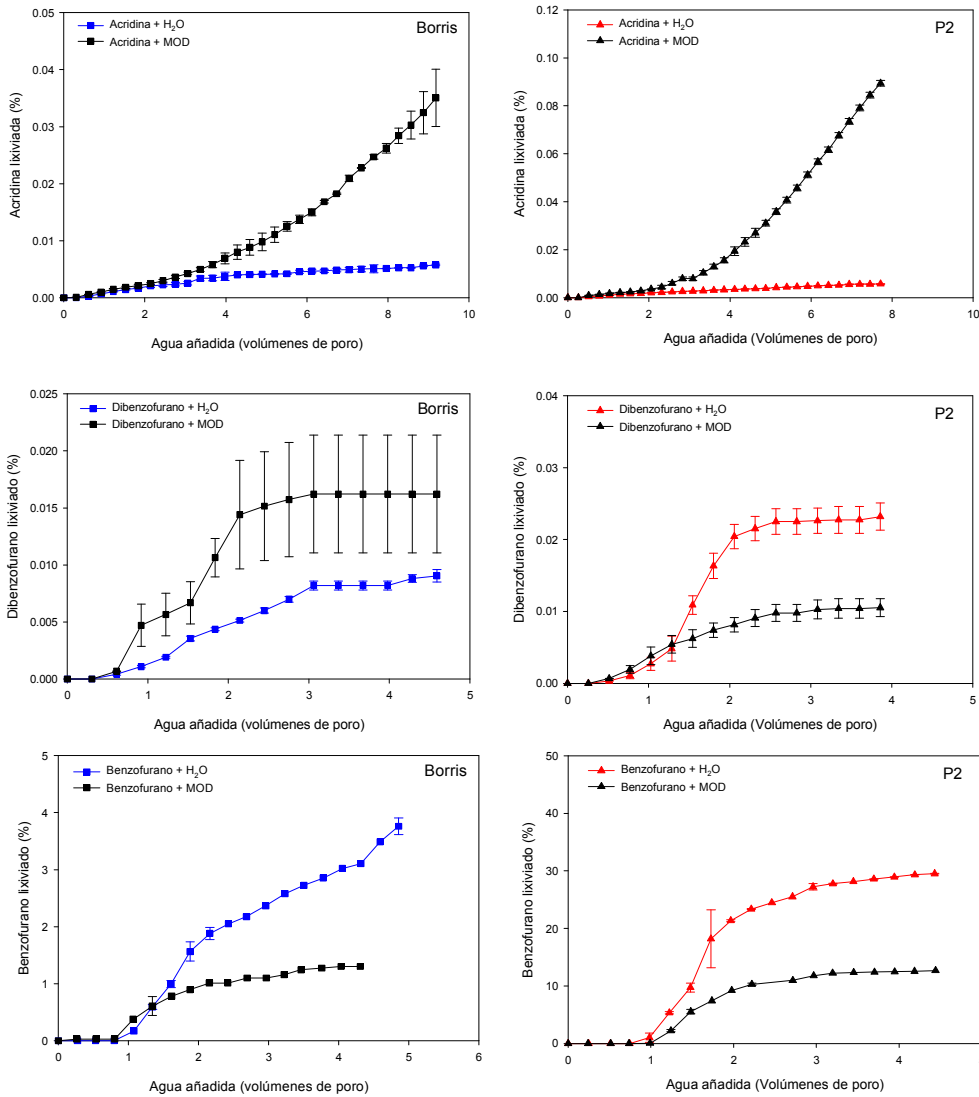 Borris
Acridina + H₂O
Acridina + MOD
0.05
0.04
0.03
0.02
0.01
0.00
Acridina lixiviada (%)
0 2 4 6 8 10
Agua añadida (volúmenes de poro)
P2
Acridina + H₂O
Acridina + MOD
0.12
0.10
0.08
0.06
0.04
0.02
0.00
Acridina lixiviada (%)
0 2 4 6 8 10
Agua añadida (Volúmenes de poro)
Borris
Dibenzofurano + H₂O
Dibenzofurano + MOD
0.025
0.020
0.015
0.010
0.005
0.000
Dibenzofurano lixiviado (%)
0 1 2 3 4 5
Agua añadida (volúmenes de poro)
P2
Dibenzofurano + H₂O
Dibenzofurano + MOD
0.04
0.03
0.02
0.01
0.00
Dibenzofurano lixiviado (%)
0 1 2 3 4 5
Agua añadida (Volúmenes de poro)
Borris
Benzofurano + H₂O
Benzofurano + MOD
5
4
3
2
1
0
Benzofurano lixiviado (%)
0 1 2 3 4 5 6
Agua añadida (volúmenes de poro)
P2
Benzofurano + H₂O
Benzofurano + MOD
50
40
30
20
10
0
Benzofurano lixiviado (%)
0 1 2 3 4
Agua añadida (Volúmenes de poro)